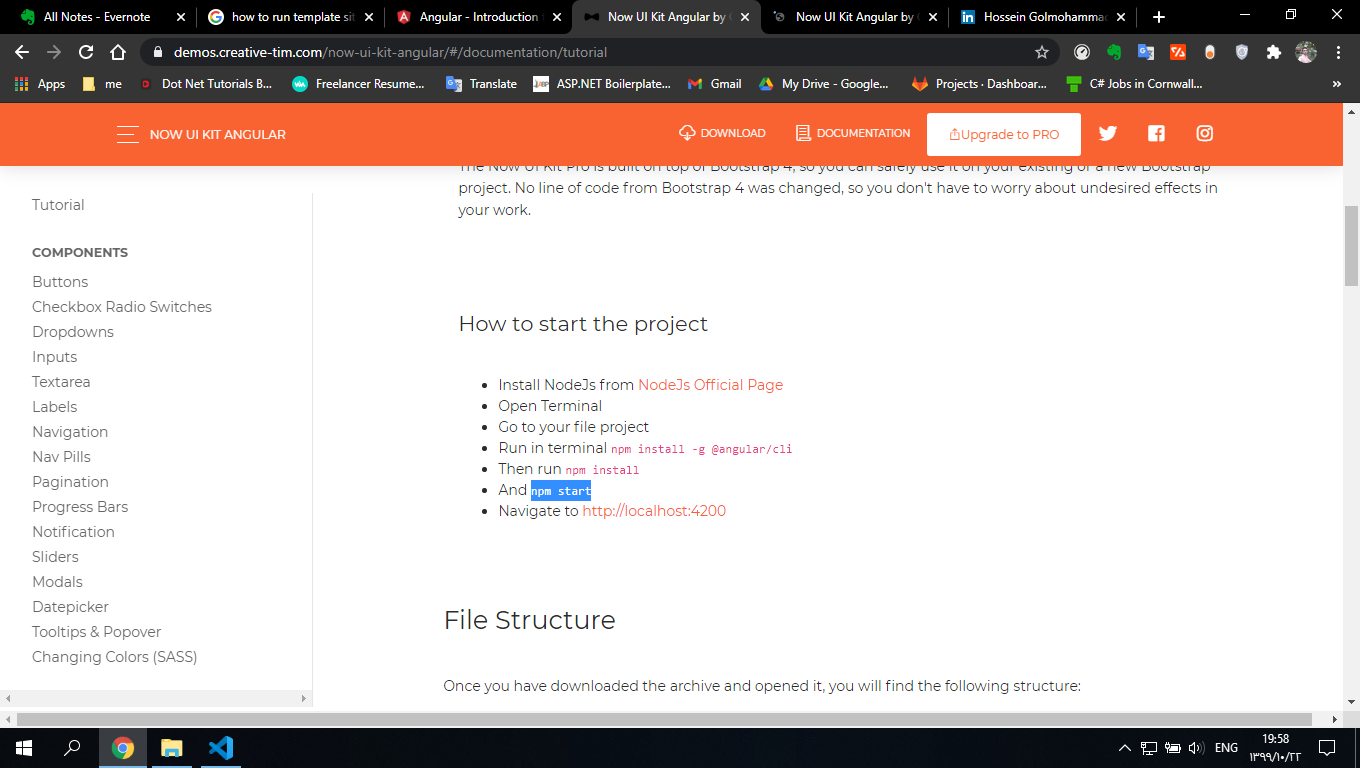 All Notes - Evernote
how to run template sit
Angular - Introduction
Now UI Kit Angular by
Now UI Kit Angular by
Hossein Golmohamma
demos.creative-tim.com/now-ui-kit-angular/#/documentation/tutorial
Apps
me
Dot Net Tutorials B...
Freelancer Resume...
Translate
ASP.NET Boilerplate...
Gmail
My Drive - Google...
Projects · Dashboar...
C# Jobs in Cornwall...
»
NOW UI KIT ANGULAR
DOWNLOAD
DOCUMENTATION
Upgrade to PRO
The Now UI Kit Pro is built on top of Bootstrap 4, so you can safely use it on your existing or a new Bootstrap
project. No line of code from Bootstrap 4 was changed, so you don't have to worry about undesired effects in
your work.
Tutorial
COMPONENTS
Buttons
Checkbox Radio Switches
Dropdowns
Inputs
Textarea
Labels
Navigation
Nav Pills
Pagination
Progress Bars
Notification
Sliders
Modals
Datepicker
Tooltips & Popover
Changing Colors (SASS)
How to start the project
Install NodeJs from NodeJs Official Page
Open Terminal
Go to your file project
Run in terminal npm install -g @angular/cli
Then run npm install
And npm start
Navigate to http://localhost:4200
File Structure
Once you have downloaded the archive and opened it, you will find the following structure:
ENG
19:58
۱۳۹۹/۱۰/۲۲